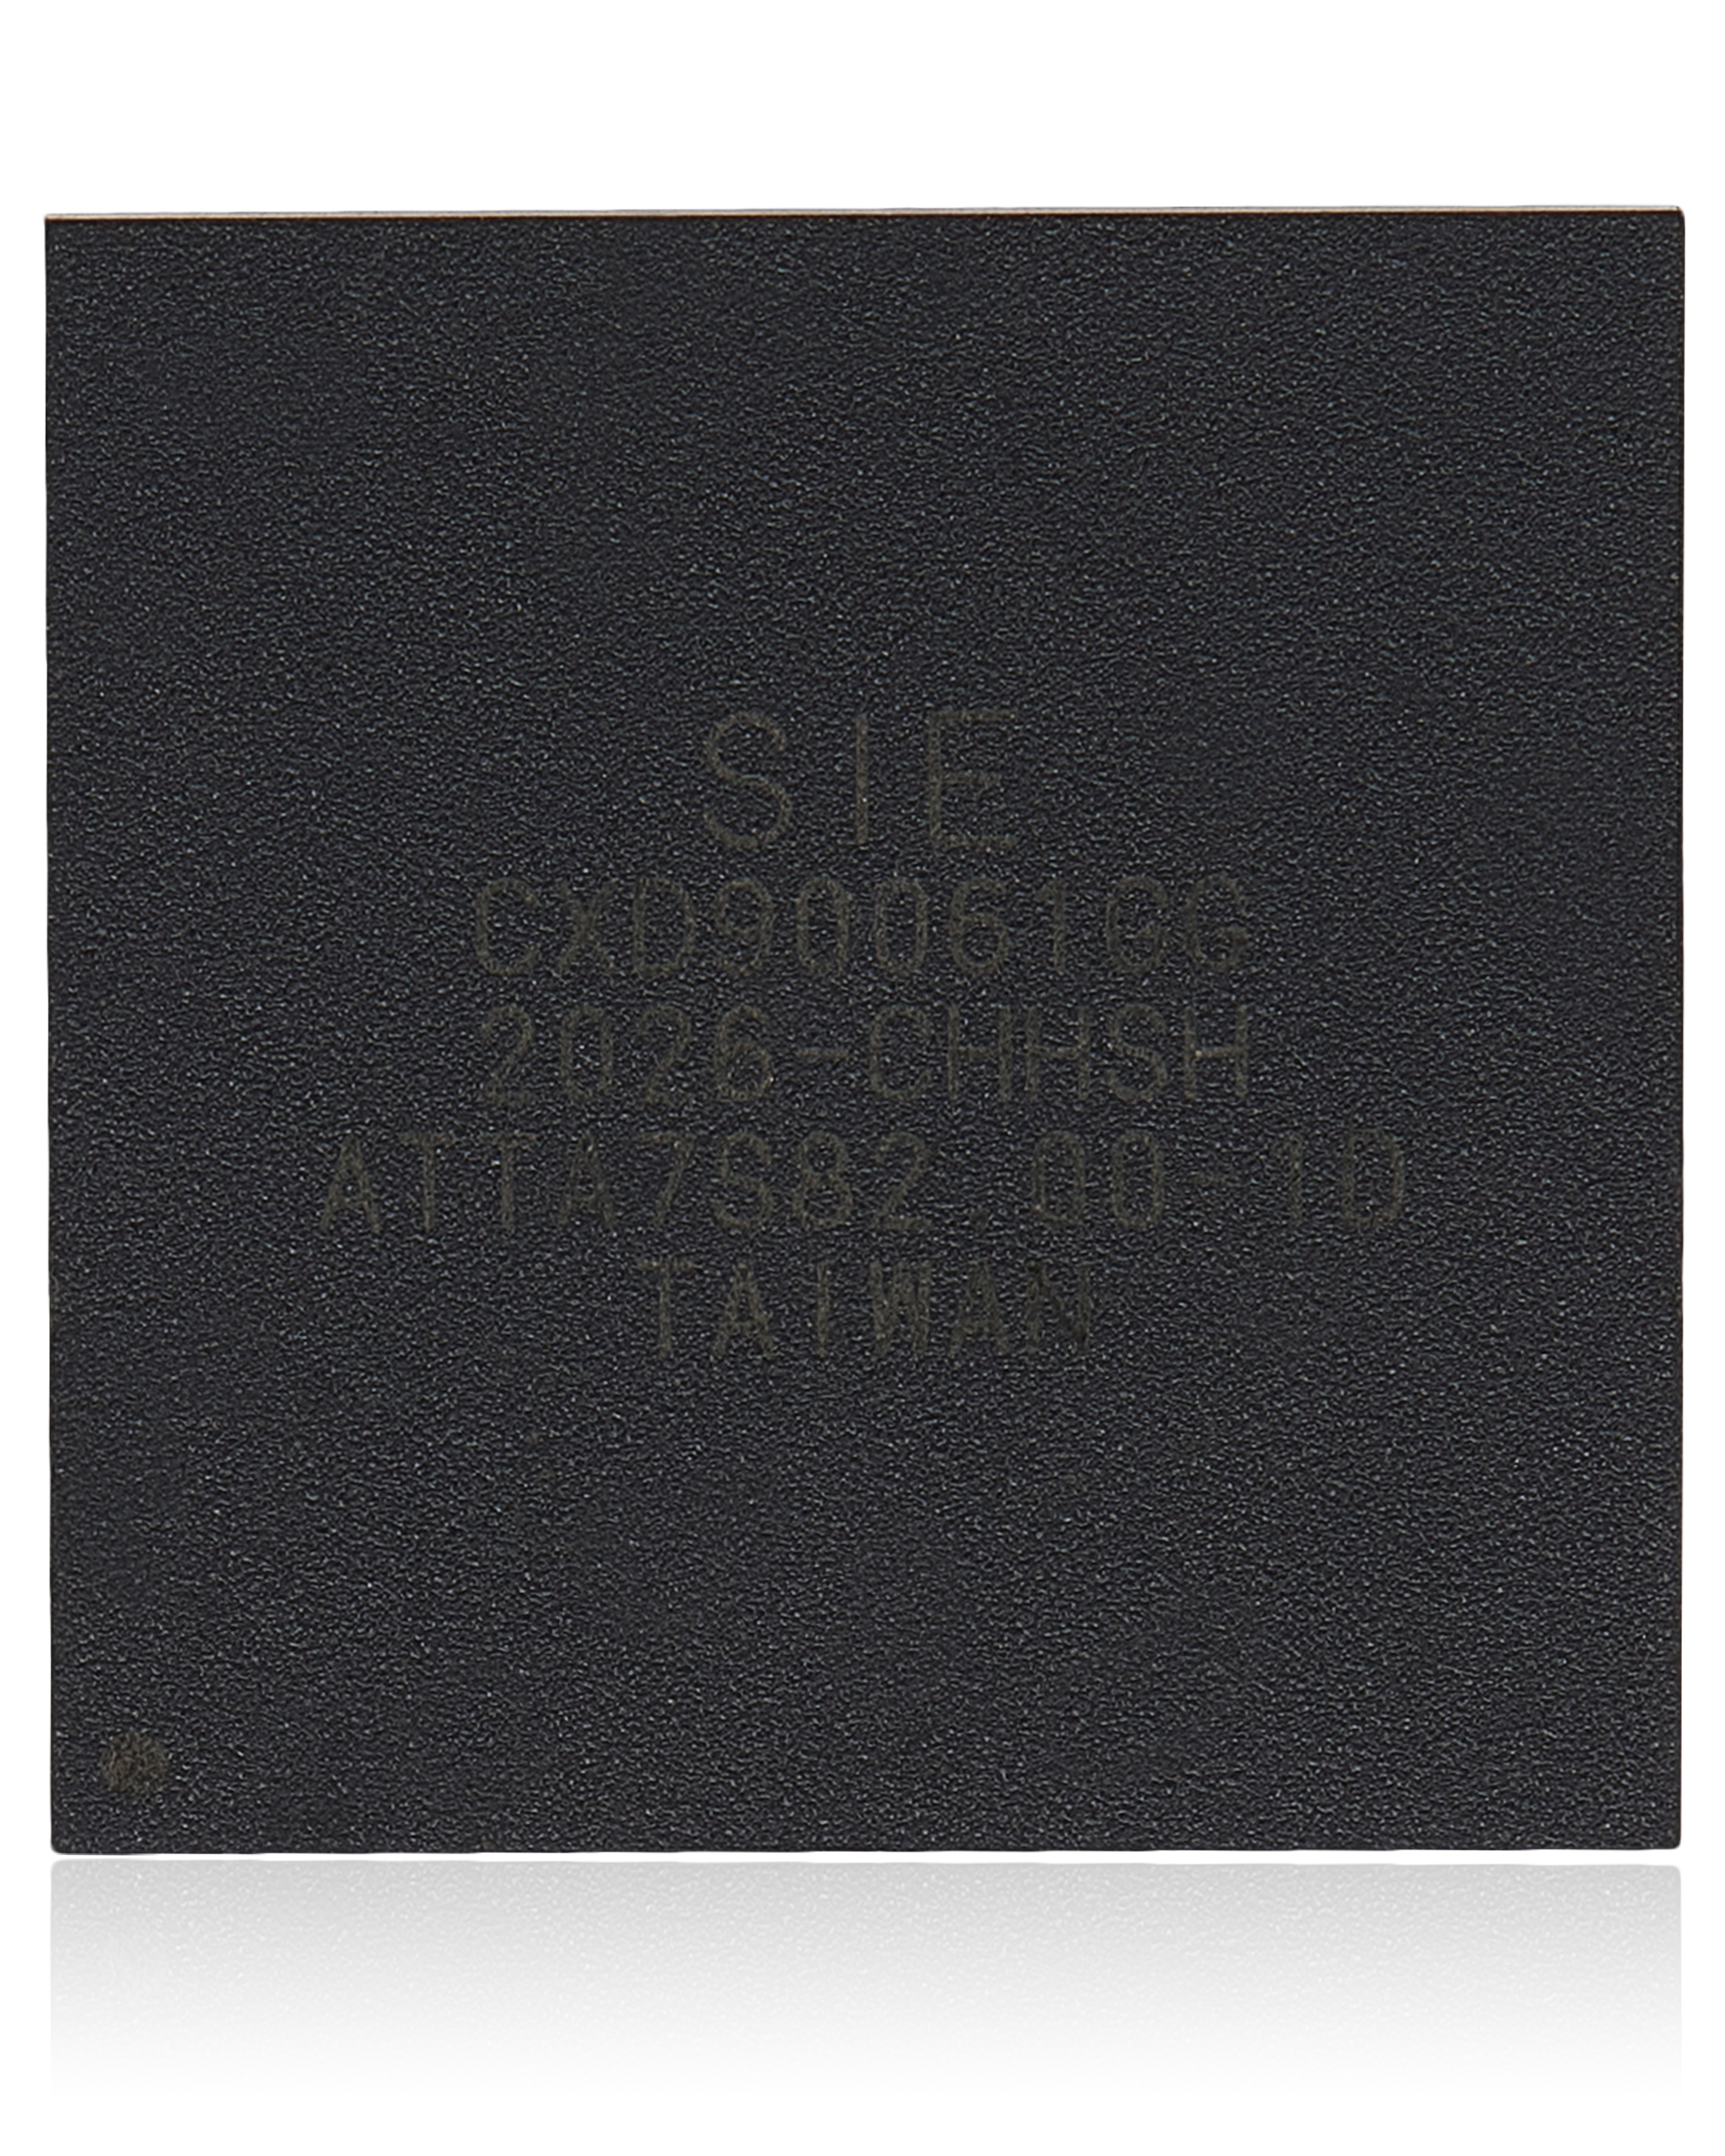 SIE
CXD90061GG
2026-CHHSH
ATTA7S82.00-1D
TAIWAN